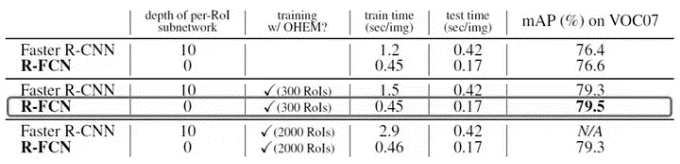 depth of per-RoI subnetwork | training w/ OHEM? | train time (sec/img) | test time (sec/img) | mAP (%) on VOC07
Faster R-CNN | 10 | | 1.2 | 0.42 | 76.4
R-FCN | 0 | | 0.45 | 0.17 | 76.6
Faster R-CNN | 10 | ✓(300 RoIs) | 1.5 | 0.42 | 79.3
R-FCN | 0 | ✓(300 RoIs) | 0.45 | 0.17 | 79.5
Faster R-CNN | 10 | ✓(2000 RoIs) | 2.9 | 0.42 | N/A
R-FCN | 0 | ✓(2000 RoIs) | 0.46 | 0.17 | 79.3